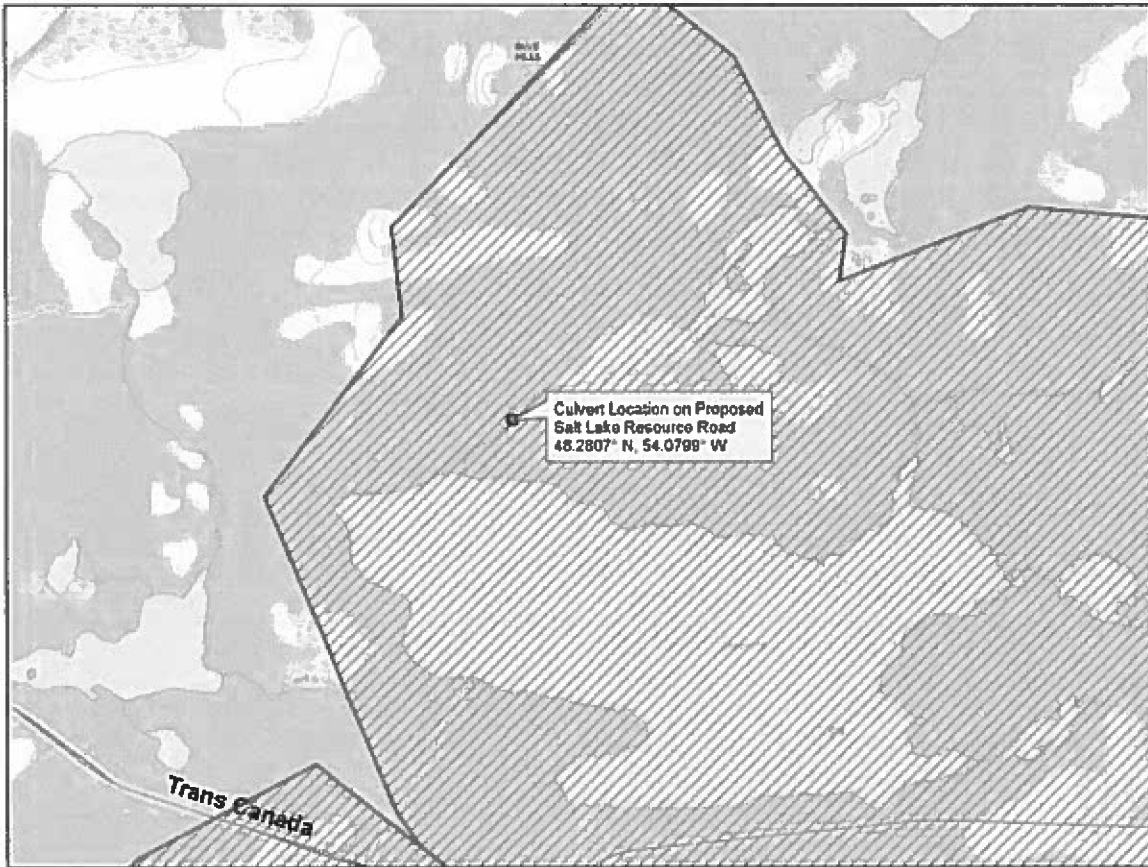 Culvert Location on Proposed
Salt Lake Resource Road
48.2807° N, 54.0799° W
Trans Canada